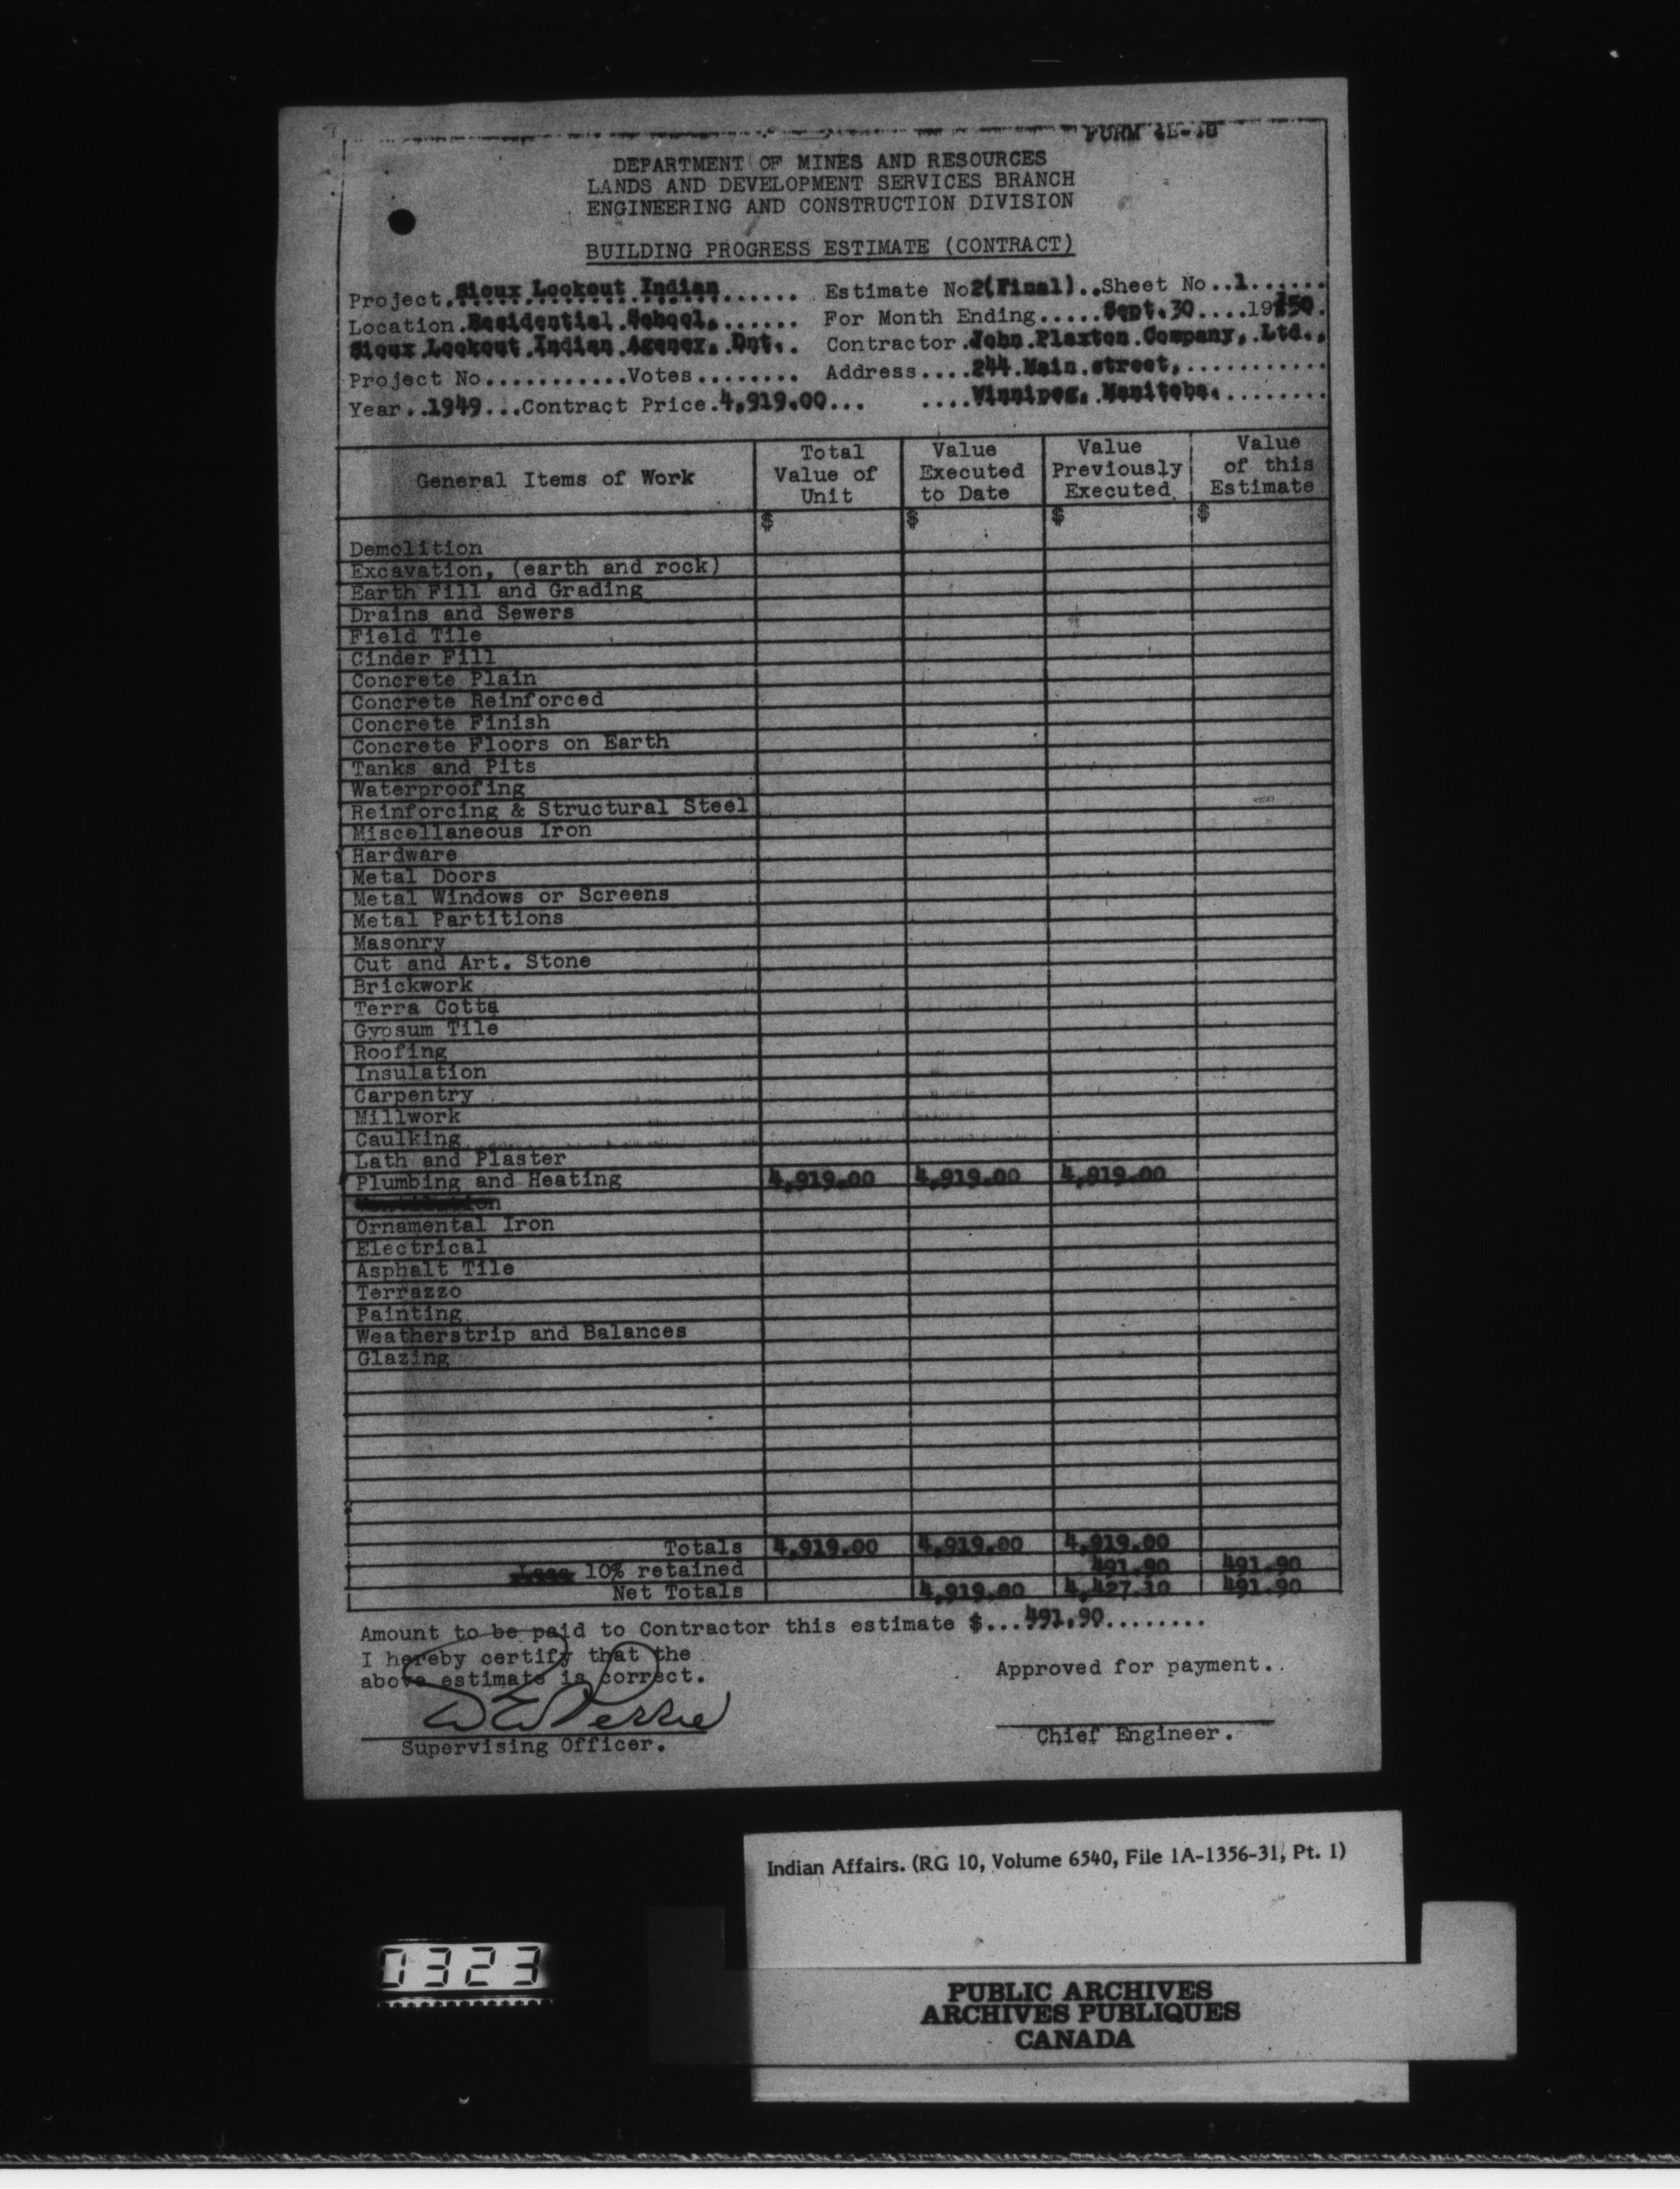 DEPARTMENT OF MINES AND RESOURCES
LANDS AND DEVELOPMENT SERVICES BRANCH
ENGINEERING AND CONSTRUCTION DIVISION
BUILDING PROGRESS ESTIMATE (CONTRACT)
Project. Sioux Lookout Indian...... Estimate No 2(Final)..Sheet No..1......
Location.Residential.School,...... For Month Ending.....Sept.30....1950.
Sioux.Lookout.Indian.Agency,.Ont.. Contractor.John.Plaxton.Company,.Ltd.,
Project No...........Votes........ Address....244.Main.street,...........
Year..1949...Contract Price.4,919.00... ....Winnipeg,.Manitoba.........
General Items of Work Total Value of Unit Value Executed to Date Value Previously Executed Value of this Estimate
$ $ $ $
Demolition
Excavation, (earth and rock)
Earth Fill and Grading
Drains and Sewers
Field Tile
Cinder Fill
Concrete Plain
Concrete Reinforced
Concrete Finish
Concrete Floors on Earth
Tanks and Pits
Waterproofing
Reinforcing & Structural Steel
Miscellaneous Iron
Hardware
Metal Doors
Metal Windows or Screens
Metal Partitions
Masonry
Cut and Art. Stone
Brickwork
Terra Cotta
Gypsum Tile
Roofing
Insulation
Carpentry
Millwork
Caulking
Lath and Plaster
Plumbing and Heating 4,919.00 4,919.00 4,919.00
Ornamental Iron
Electrical
Asphalt Tile
Terrazzo
Painting
Weatherstrip and Balances
Glazing
Totals 4,919.00 4,919.00 4,919.00
Less 10% retained 491.90 491.90
Net Totals 4,919.00 4,427.10 491.90
Amount to be paid to Contractor this estimate $...491.90.........
I hereby certify that the
above estimate is correct. Approved for payment..
Supervising Officer. Chief Engineer.
Indian Affairs. (RG 10, Volume 6540, File 1A-1356-31, Pt. 1)
0323
PUBLIC ARCHIVES
ARCHIVES PUBLIQUES
CANADA